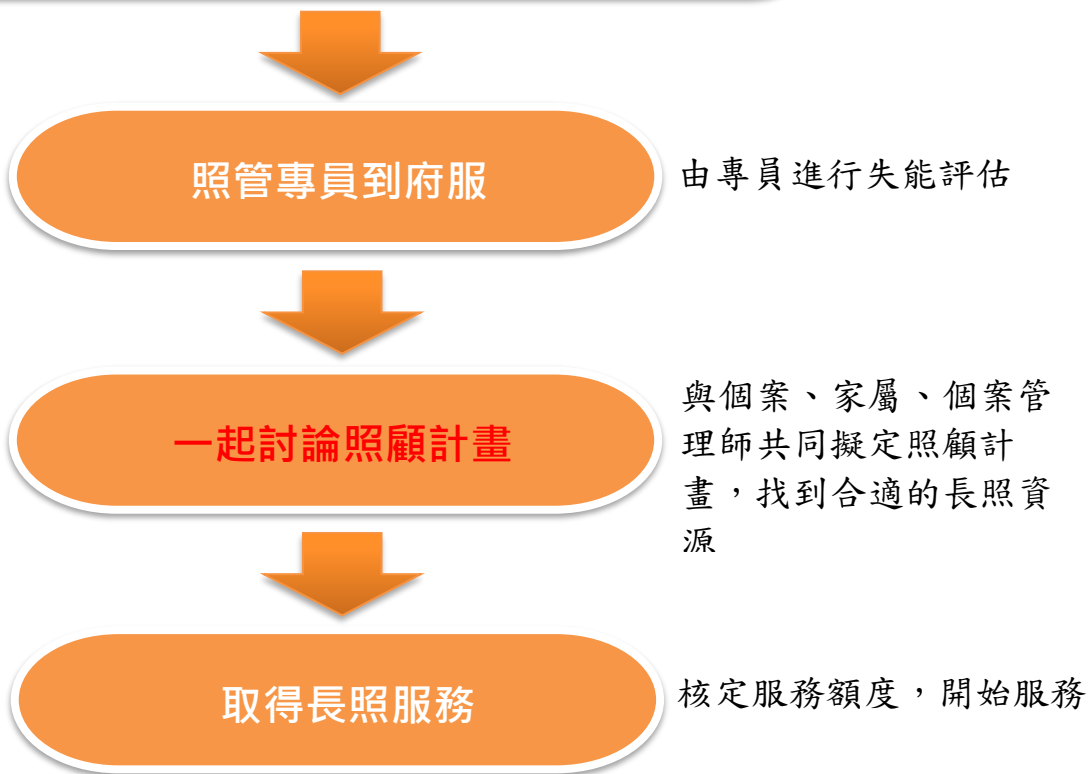 照管專員到府服
由專員進行失能評估
一起討論照顧計畫
與個案、家屬、個案管
理師共同擬定照顧計
畫，找到合適的長照資
源
取得長照服務
核定服務額度，開始服務